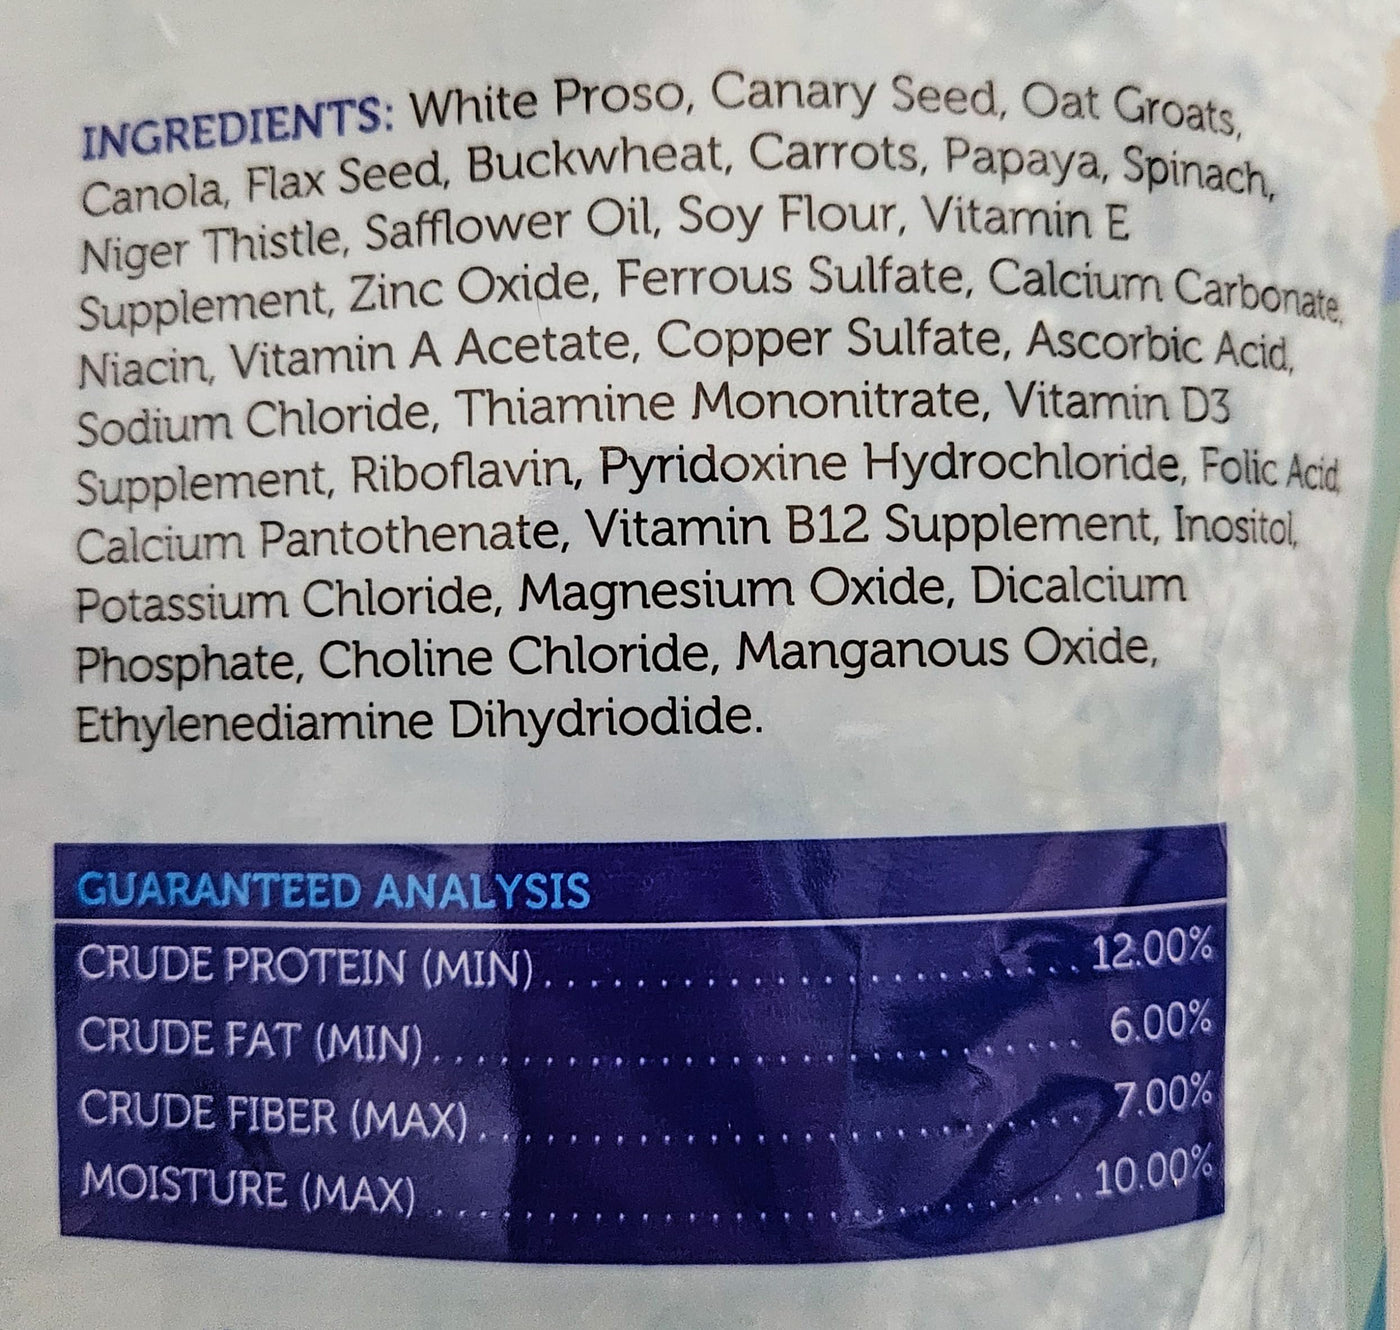 INGREDIENTS: White Proso, Canary Seed, Oat Groats,
Canola, Flax Seed, Buckwheat, Carrots, Papaya, Spinach,
Niger Thistle, Safflower Oil, Soy Flour, Vitamin E
Supplement, Zinc Oxide, Ferrous Sulfate, Calcium Carbonate,
Niacin, Vitamin A Acetate, Copper Sulfate, Ascorbic Acid,
Sodium Chloride, Thiamine Mononitrate, Vitamin D3
Supplement, Riboflavin, Pyridoxine Hydrochloride, Folic Acid,
Calcium Pantothenate, Vitamin B12 Supplement, Inositol,
Potassium Chloride, Magnesium Oxide, Dicalcium
Phosphate, Choline Chloride, Manganous Oxide,
Ethylenediamine Dihydriodide.
GUARANTEED ANALYSIS
CRUDE PROTEIN (MIN) 12.00%
CRUDE FAT (MIN) 6.00%
CRUDE FIBER (MAX) 7.00%
MOISTURE (MAX) 10.00%